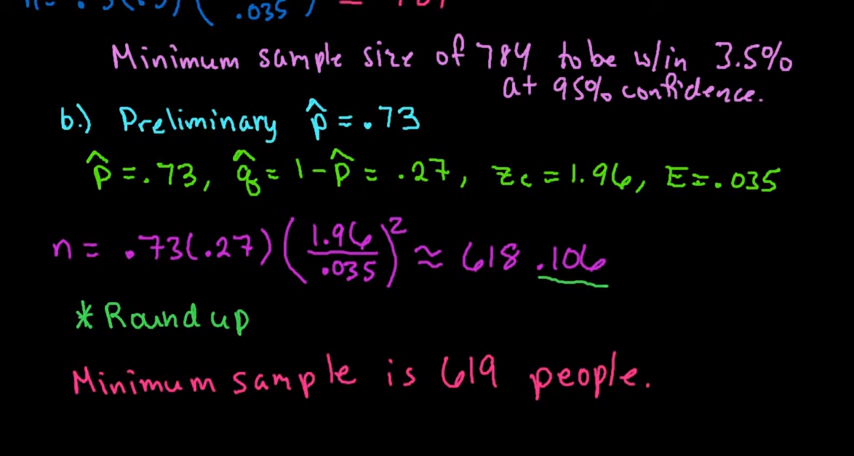 .035
Minimum sample size of 784 to be w/in 3.5%
at 95% confidence.
b.) Preliminary p̂ = .73
p̂ = .73, q̂ = 1 - p̂ = .27, zc = 1.96, E = .035
n = .73(.27)(1.96/.035)² ≈ 618.106
* Round up
Minimum sample is 619 people.